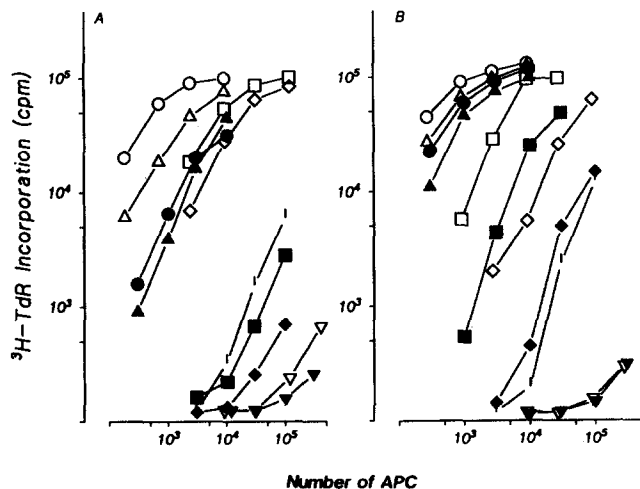 A
B
³H-TdR Incorporation (cpm)
10⁵
10⁴
10³
10⁵
10⁴
10³
10³ 10⁴ 10⁵
10³ 10⁴ 10⁵
Number of APC